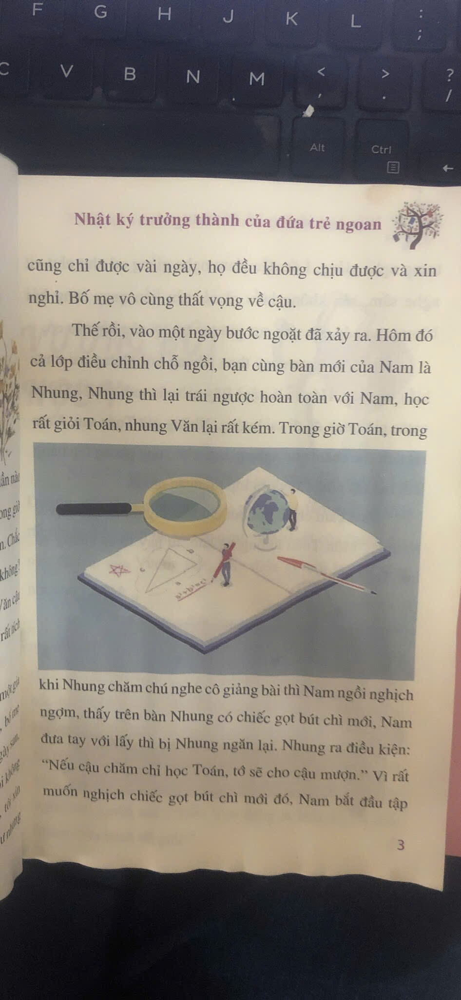 F G H J K L : ;
C V B N M < , > . ? /
Alt Ctrl ←
Nhật ký trưởng thành của đứa trẻ ngoan
cũng chỉ được vài ngày, họ đều không chịu được và xin
nghỉ. Bố mẹ vô cùng thất vọng về cậu.
Thế rồi, vào một ngày bước ngoặt đã xảy ra. Hôm đó
cả lớp điều chỉnh chỗ ngồi, bạn cùng bàn mới của Nam là
Nhung, Nhung thì lại trái ngược hoàn toàn với Nam, học
rất giỏi Toán, nhung Văn lại rất kém. Trong giờ Toán, trong
c b a
khi Nhung chăm chú nghe cô giảng bài thì Nam ngồi nghịch
ngợm, thấy trên bàn Nhung có chiếc gọt bút chì mới, Nam
đưa tay với lấy thì bị Nhung ngăn lại. Nhung ra điều kiện:
“Nếu cậu chăm chỉ học Toán, tớ sẽ cho cậu mượn.” Vì rất
muốn nghịch chiếc gọt bút chì mới đó, Nam bắt đầu tập
3
nào
giờ
Chắc
không?
Văn cậu
rất tích
một gia
bố mẹ
sau.
không
tôi xin
nhưng